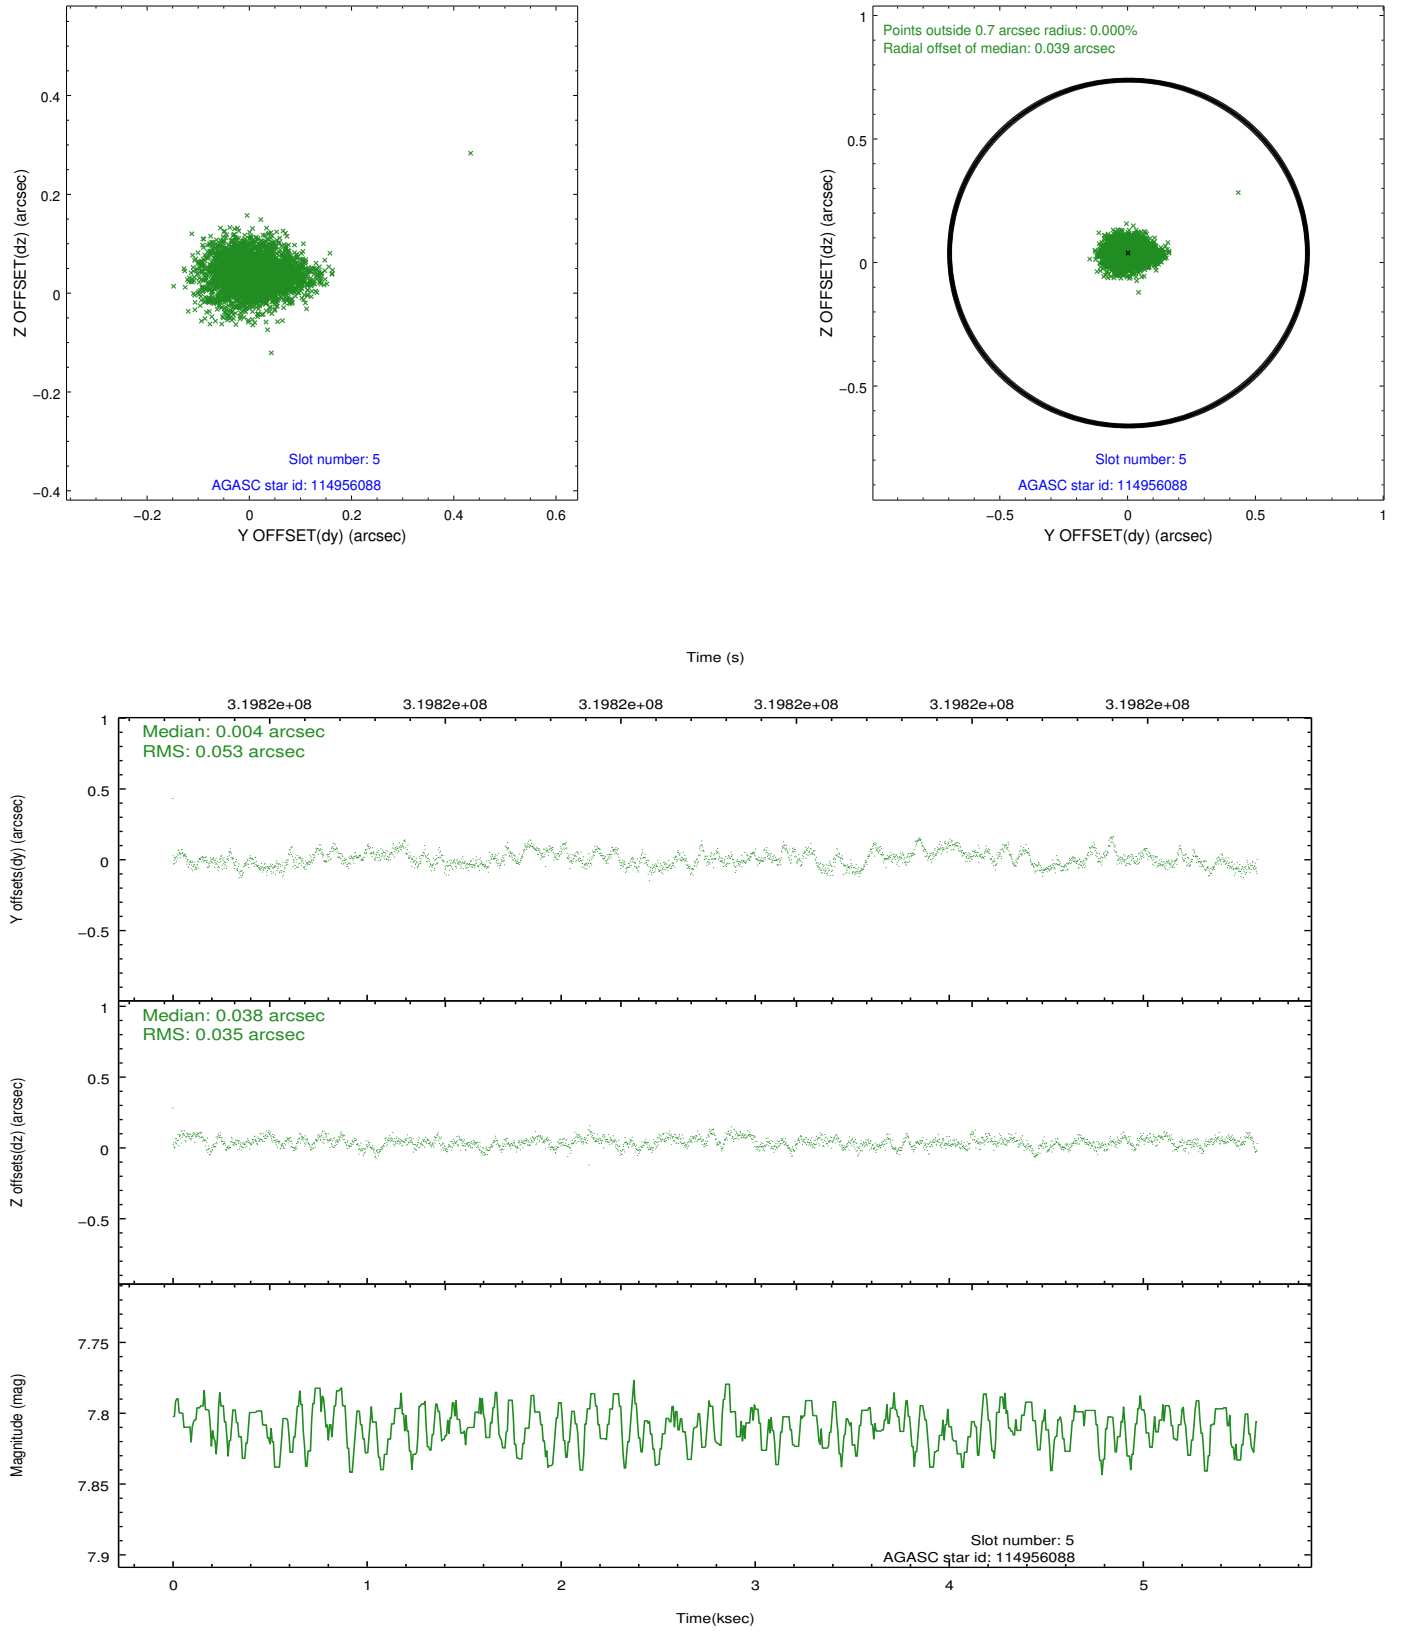 0.4
0.2
0
−0.2
−0.4
Z OFFSET(dz) (arcsec)
Slot number: 5
AGASC star id: 114956088
−0.2 0 0.2 0.4 0.6
Y OFFSET(dy) (arcsec)
Points outside 0.7 arcsec radius: 0.000%
Radial offset of median: 0.039 arcsec
1
0.5
0
−0.5
Z OFFSET(dz) (arcsec)
Slot number: 5
AGASC star id: 114956088
−0.5 0 0.5 1
Y OFFSET(dy) (arcsec)
Time (s)
3.1982e+08 3.1982e+08 3.1982e+08 3.1982e+08 3.1982e+08 3.1982e+08
Median: 0.004 arcsec
RMS: 0.053 arcsec
1
0.5
0
−0.5
Y offsets(dy) (arcsec)
Median: 0.038 arcsec
RMS: 0.035 arcsec
1
0.5
0
−0.5
Z offsets(dz) (arcsec)
7.75
7.8
7.85
7.9
Magnitude (mag)
Slot number: 5
AGASC star id: 114956088
0 1 2 3 4 5
Time(ksec)